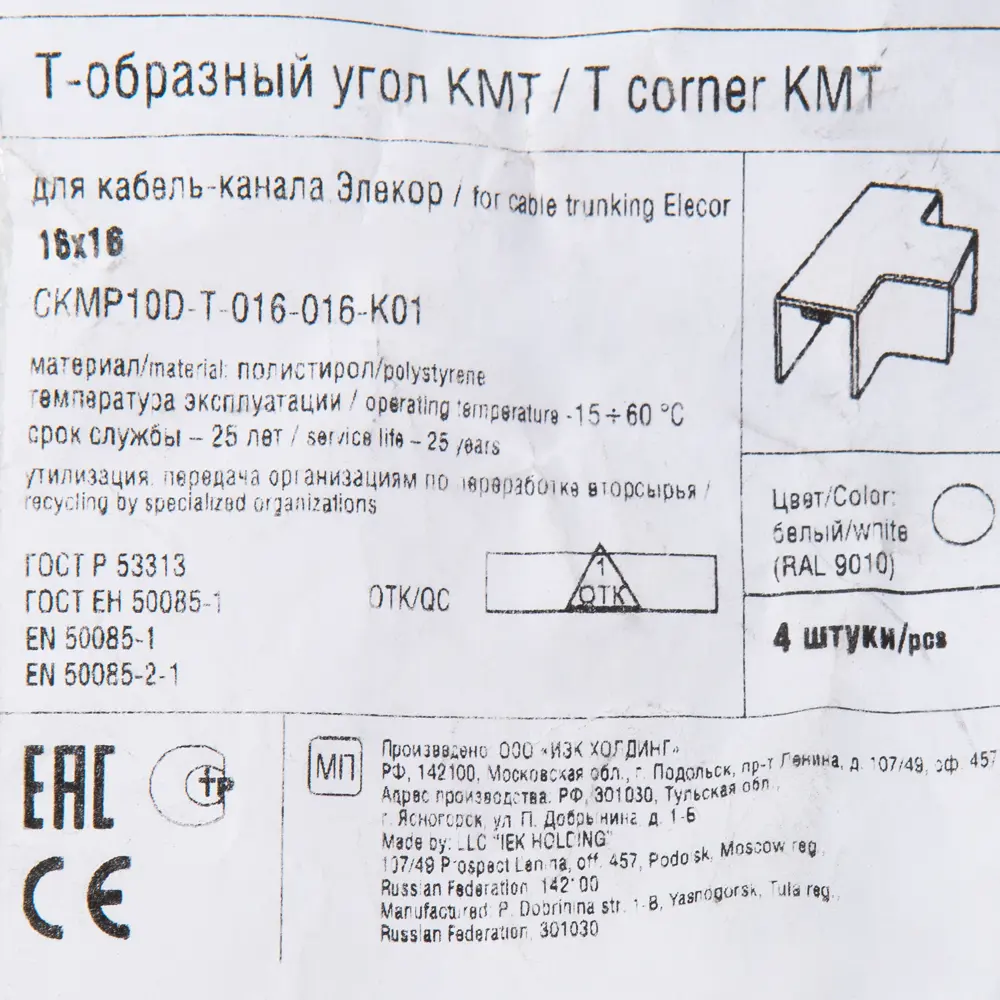 Т-образный угол КМТ / T corner KMT
для кабель-канала Элекор / for cable trunking Elecor
16x16
CKMP10D-T-016-016-K01
материал/material: полистирол/polystyrene
температура эксплуатации / operating temperature -15÷60 °C
срок службы – 25 лет / service life – 25 years
утилизация: передача организациям по переработке вторсырья /
recycling by specialized organizations
ГОСТ Р 53313
ГОСТ ЕН 50085-1
EN 50085-1
EN 50085-2-1
ОТК/QC
1
ОТК
Цвет/Color:
белый/white
(RAL 9010)
4 штуки/pcs
EAC
СТР
CE
МП
Произведено: ООО «ИЭК ХОЛДИНГ»
РФ, 142100, Московская обл., г. Подольск, пр-т Ленина, д. 107/49, оф. 457
Адрес производства: РФ, 301030, Тульская обл.,
г. Ясногорск, ул. П. Добрынина, д. 1-Б
Made by: LLC "IEK HOLDING"
107/49 Prospect Lenina, off. 457, Podolsk, Moscow reg.,
Russian Federation, 142100
Manufactured: P. Dobrinina str. 1-B, Yasnogorsk, Tula reg.,
Russian Federation, 301030